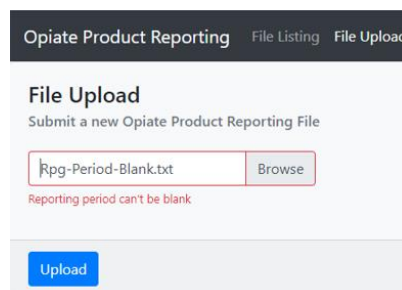 Opiate Product Reporting File Listing File Upload
File Upload
Submit a new Opiate Product Reporting File
Rpg-Period-Blank.txt Browse
Reporting period can't be blank
Upload